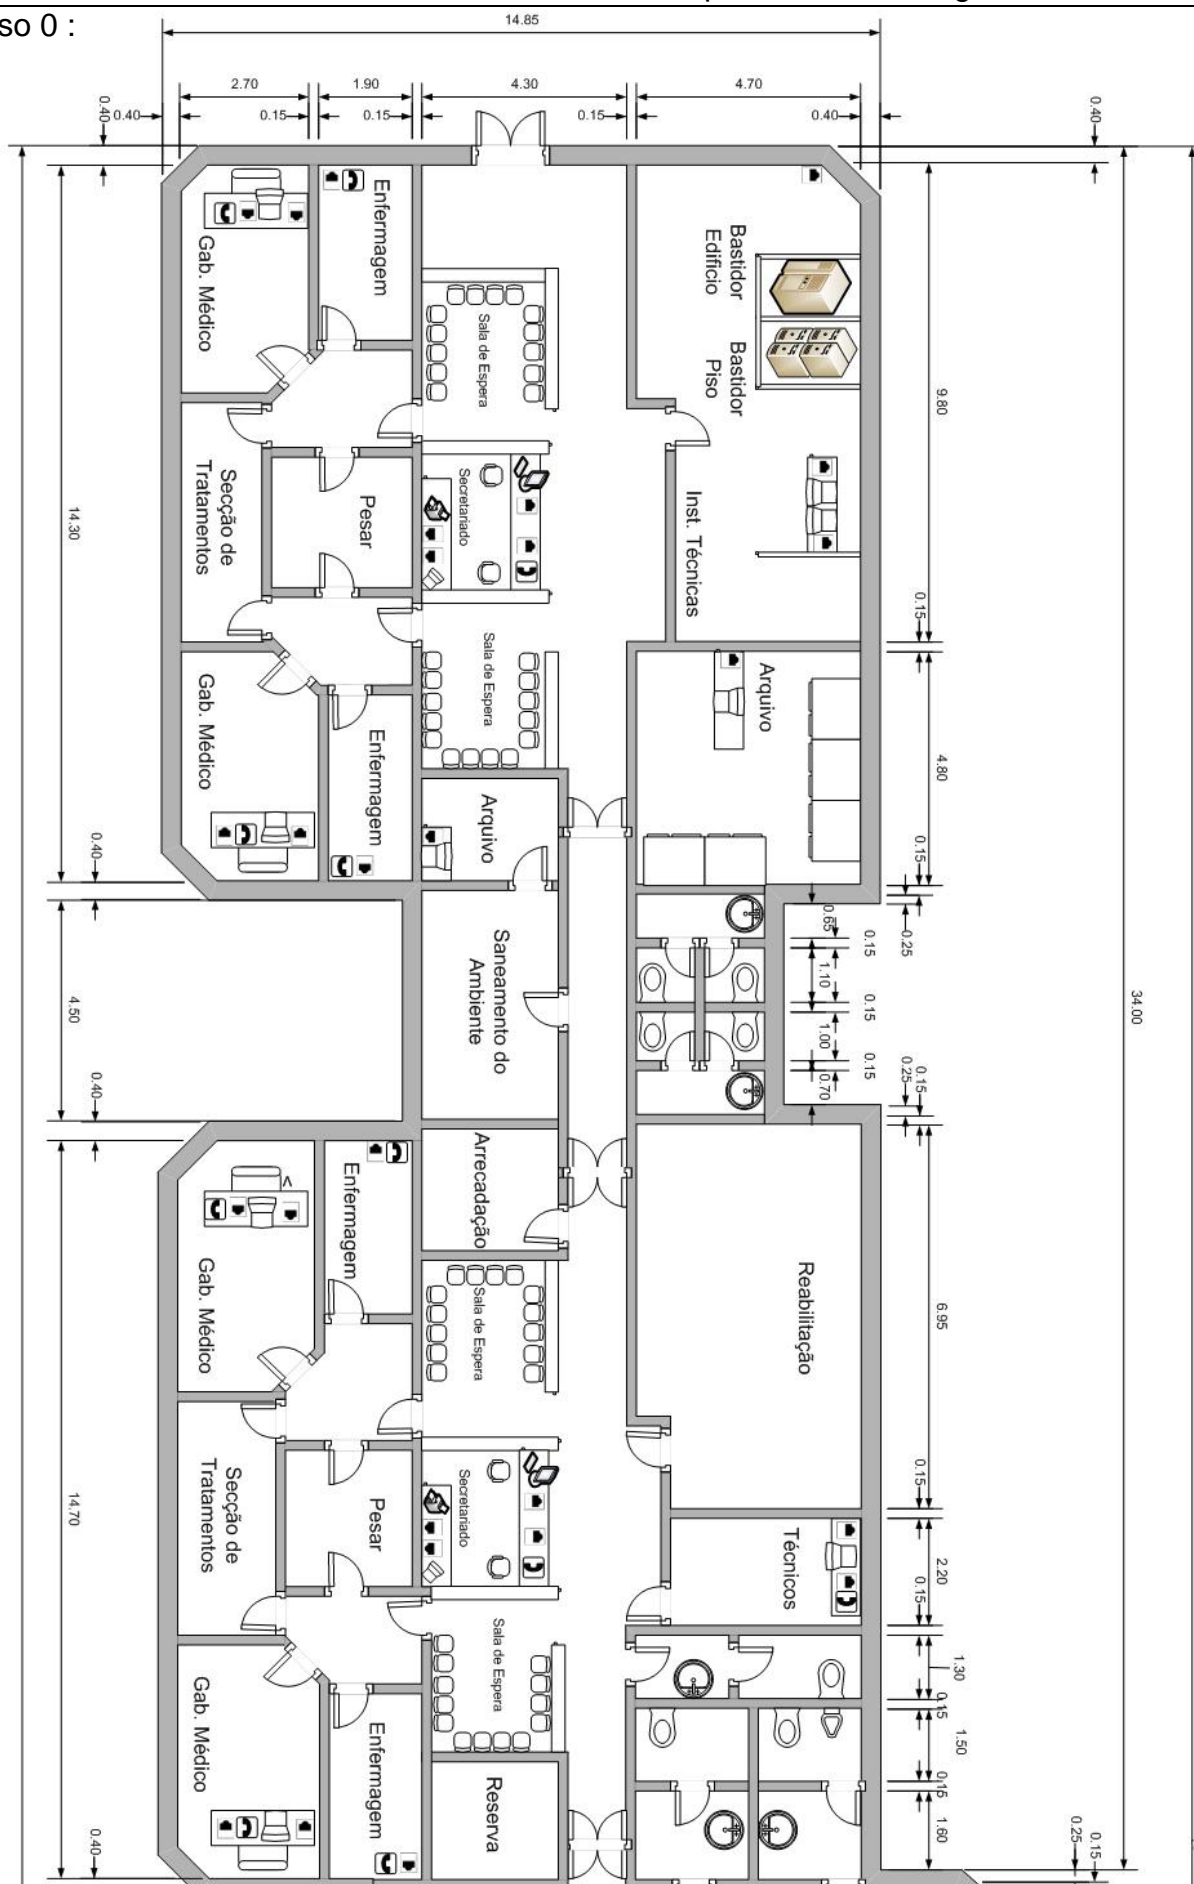 so 0 :
14.85
2.70
1.90
4.30
4.70
0.40
0.40
0.15
0.15
0.15
0.40
0.40
Gab. Médico
Enfermagem
Sala de Espera
Bastidor
Edificio
Bastidor
Piso
9.80
Secção de
Tratamentos
Pesar
Secretariado
Inst. Técnicas
14.30
0.15
Gab. Médico
Enfermagem
Sala de Espera
Arquivo
4.80
Arquivo
0.40
0.15
0.25
0.65
0.15
1.10
0.15
1.00
0.15
0.70
0.25
0.15
Saneamento do
Ambiente
4.50
34.00
0.40
Arrecadação
Enfermagem
Gab. Médico
Sala de Espera
Reabilitação
6.95
Secção de
Tratamentos
Pesar
Secretariado
14.70
0.15
Técnicos
2.20
0.15
Gab. Médico
Enfermagem
Sala de Espera
Reserva
1.30
0.15
1.50
0.15
1.60
0.25
0.15
0.40